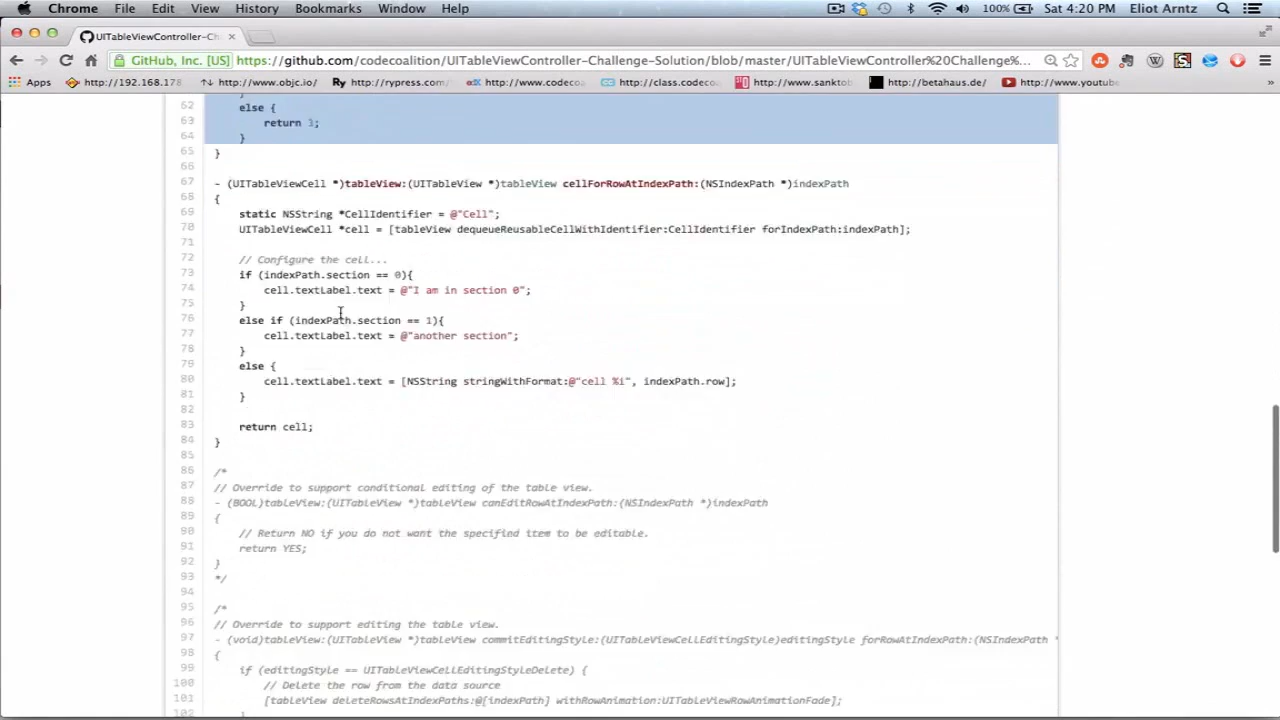 Chrome File Edit View History Bookmarks Window Help 100% Sat 4:20 PM Eliot Arntz
UITableViewController-Ch
GitHub, Inc. [US] https://github.com/codecoalition/UITableViewController-Challenge-Solution/blob/master/UITableViewController%20Challenge%...
Apps http://192.168.178 http://www.objc.io/ http://rypress.com/ http://www.codeco http://class.codec http://www.sankto http://betahaus.de/ http://www.youtube »
62 else {
63 return 3;
64 }
65 }
66
67 - (UITableViewCell *)tableView:(UITableView *)tableView cellForRowAtIndexPath:(NSIndexPath *)indexPath
68 {
69 static NSString *CellIdentifier = @"Cell";
70 UITableViewCell *cell = [tableView dequeueReusableCellWithIdentifier:CellIdentifier forIndexPath:indexPath];
71
72 // Configure the cell...
73 if (indexPath.section == 0){
74 cell.textLabel.text = @"I am in section 0";
75 }
76 else if (indexPath.section == 1){
77 cell.textLabel.text = @"another section";
78 }
79 else {
80 cell.textLabel.text = [NSString stringWithFormat:@"cell %i", indexPath.row];
81 }
82
83 return cell;
84 }
85
86 /*
87 // Override to support conditional editing of the table view.
88 - (BOOL)tableView:(UITableView *)tableView canEditRowAtIndexPath:(NSIndexPath *)indexPath
89 {
90 // Return NO if you do not want the specified item to be editable.
91 return YES;
92 }
93 */
94
95 /*
96 // Override to support editing the table view.
97 - (void)tableView:(UITableView *)tableView commitEditingStyle:(UITableViewCellEditingStyle)editingStyle forRowAtIndexPath:(NSIndexPath *
98 {
99 if (editingStyle == UITableViewCellEditingStyleDelete) {
100 // Delete the row from the data source
101 [tableView deleteRowsAtIndexPaths:@[indexPath] withRowAnimation:UITableViewRowAnimationFade];
102